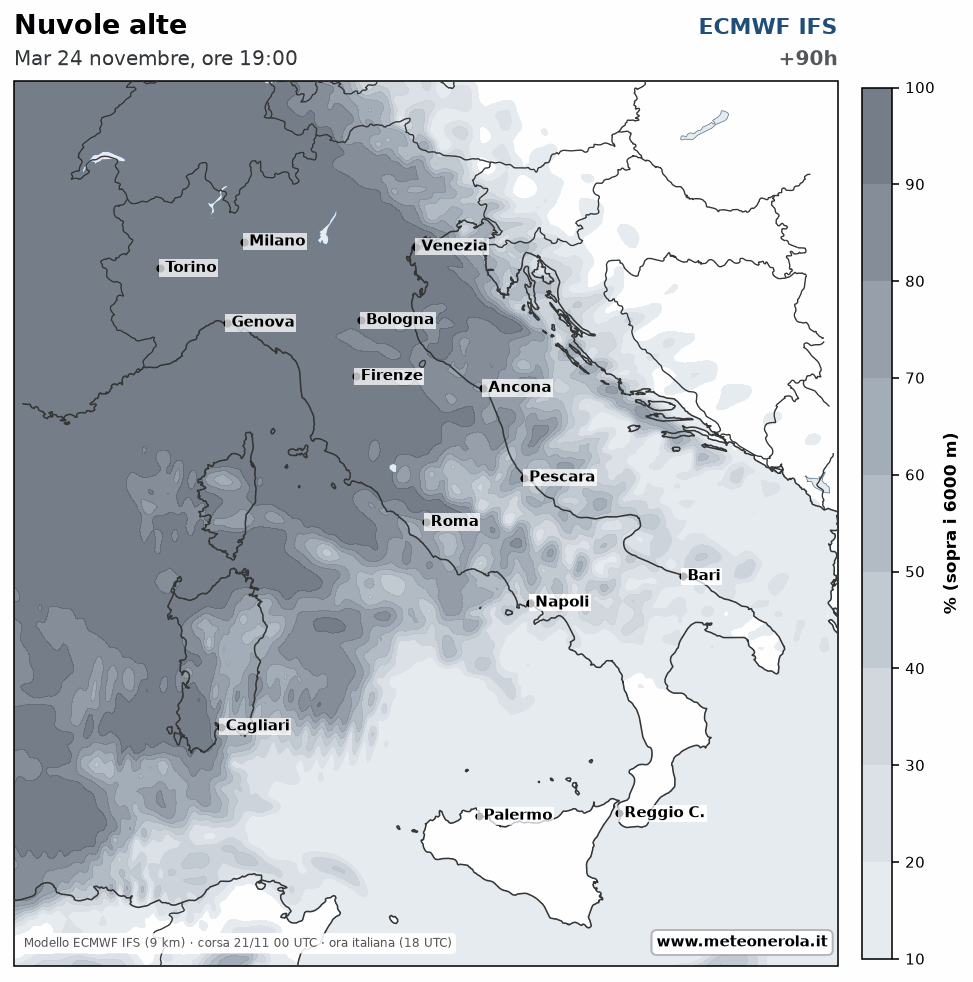 Nuvole alte
ECMWF IFS
Mar 24 novembre, ore 19:00
+90h
Milano
Venezia
Torino
Genova
Bologna
Firenze
Ancona
Pescara
Roma
Bari
Napoli
Cagliari
Palermo
Reggio C.
100
90
80
70
60
50
40
30
20
10
% (sopra i 6000 m)
Modello ECMWF IFS (9 km) · corsa 21/11 00 UTC · ora italiana (18 UTC)
www.meteonerola.it